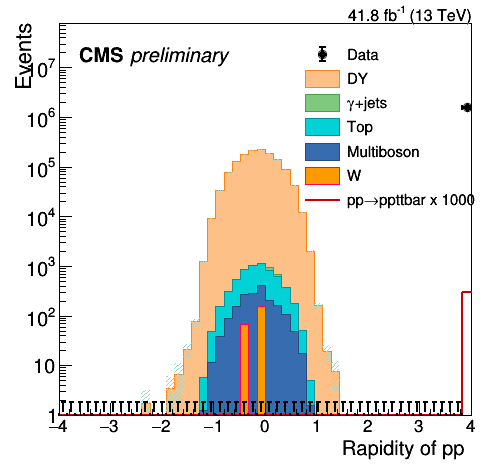 41.8 fb⁻¹ (13 TeV)
Events
CMS preliminary
Data
DY
γ+jets
Top
Multiboson
W
pp→ppttbar x 1000
10⁷
10⁶
10⁵
10⁴
10³
10²
10
1
−4 −3 −2 −1 0 1 2 3 4
Rapidity of pp